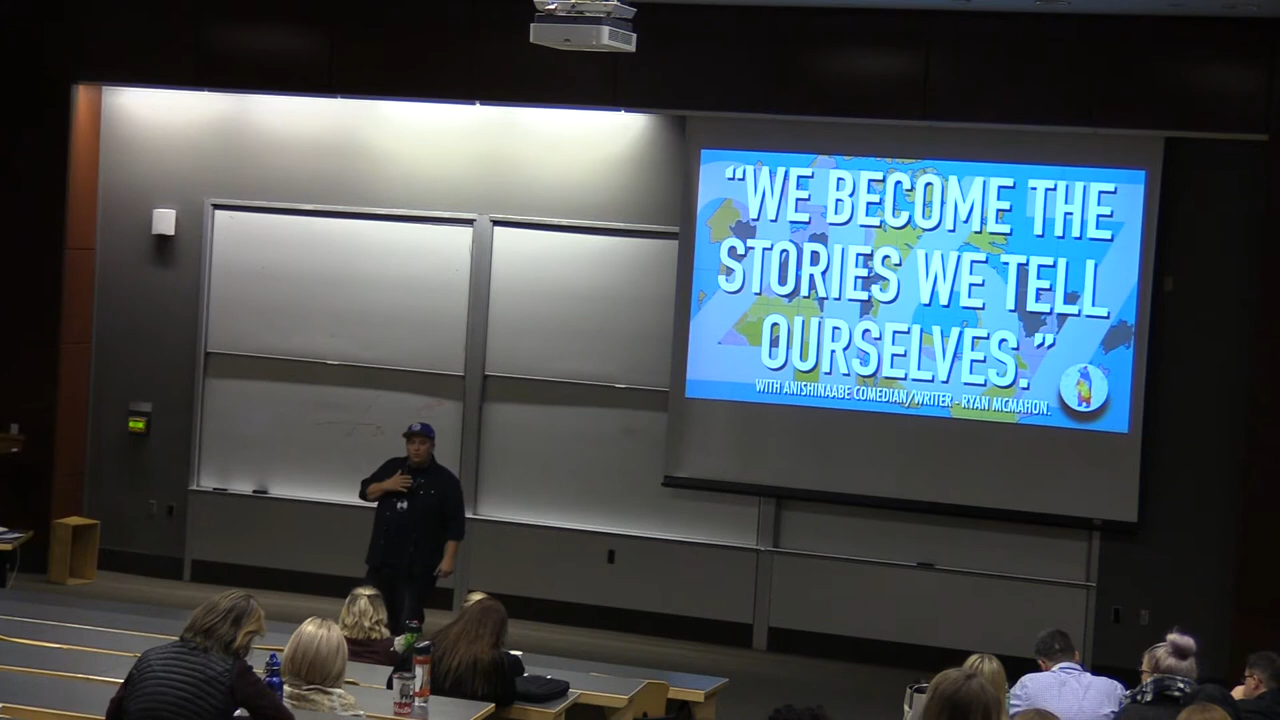 “WE BECOME THE
STORIES WE TELL
OURSELVES.”
WITH ANISHINAABE COMEDIAN/WRITER - RYAN MCMAHON.